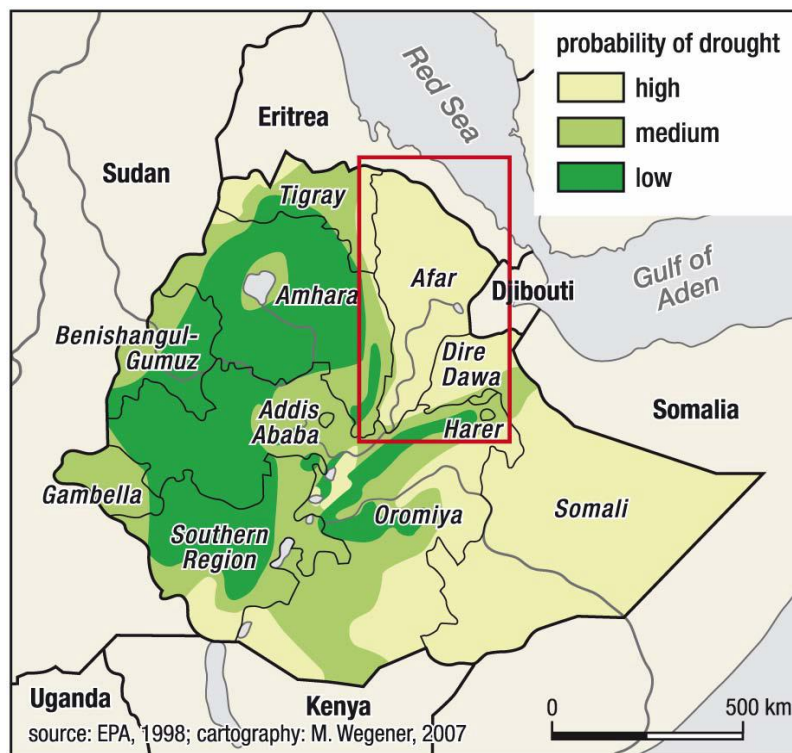 probability of drought
high
medium
low
Red Sea
Eritrea
Sudan
Tigray
Afar
Gulf of
Aden
Djibouti
Amhara
Benishangul-
Gumuz
Dire
Dawa
Addis
Ababa
Somalia
Harer
Gambella
Oromiya
Somali
Southern
Region
Uganda
Kenya
0 500 km
source: EPA, 1998; cartography: M. Wegener, 2007